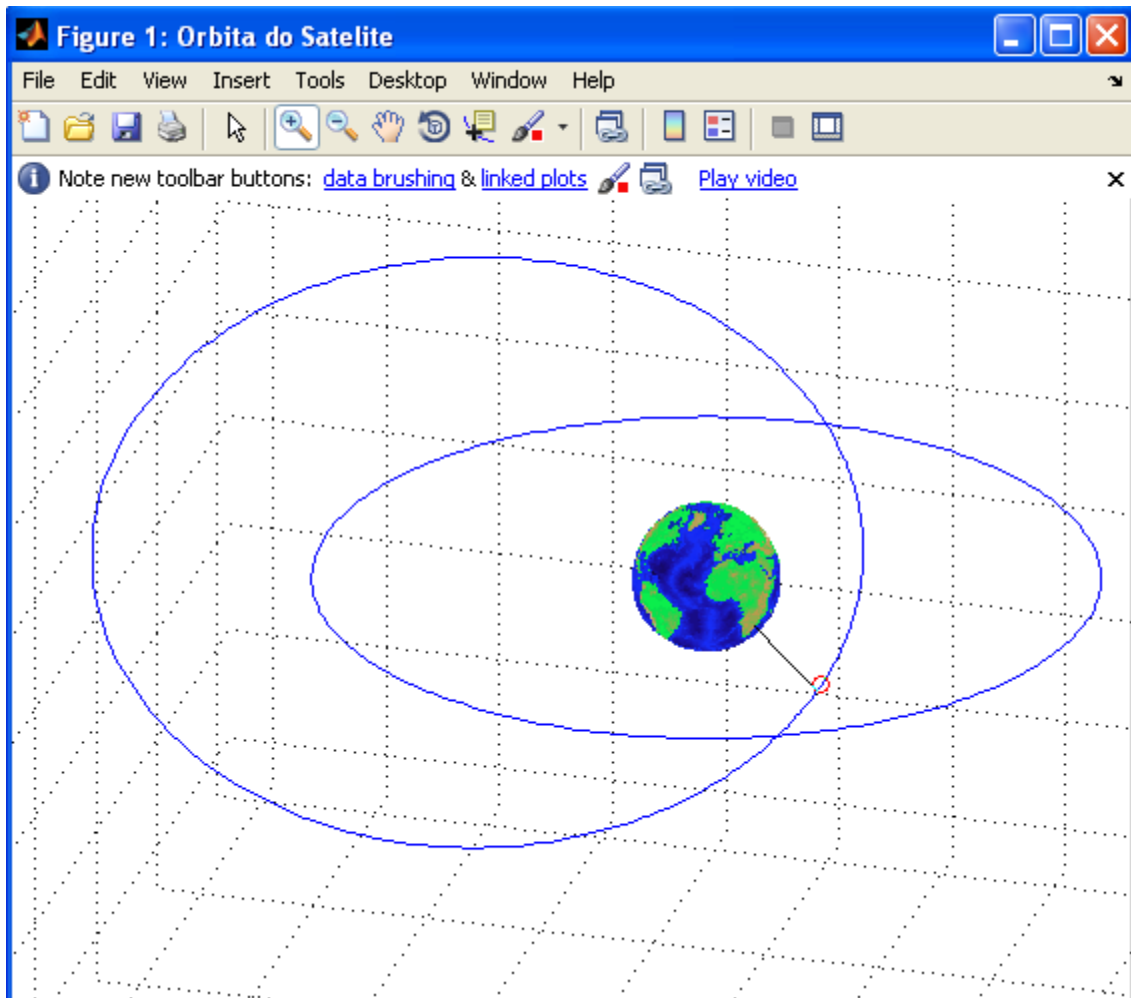 Figure 1: Orbita do Satelite
File Edit View Insert Tools Desktop Window Help
Note new toolbar buttons: data brushing & linked plots Play video